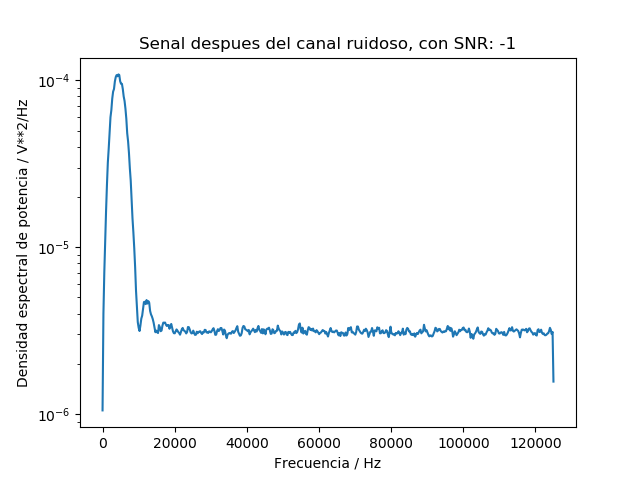 Senal despues del canal ruidoso, con SNR: -1
Densidad espectral de potencia / V**2/Hz
10^-4
10^-5
10^-6
0 20000 40000 60000 80000 100000 120000
Frecuencia / Hz